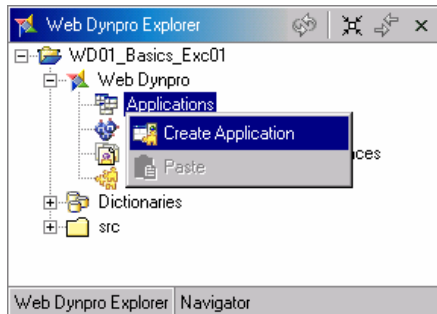 Web Dynpro Explorer
WD01_Basics_Exc01
Web Dynpro
Applications
Create Application
ces
Paste
Dictionaries
src
Web Dynpro Explorer Navigator